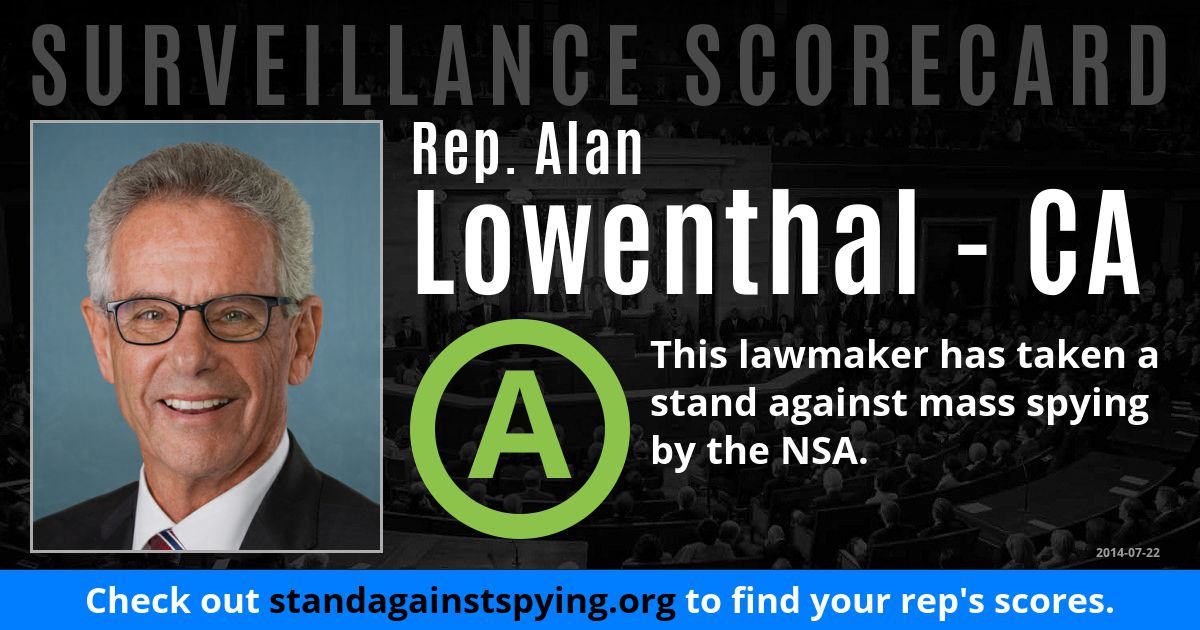 SURVEILLANCE SCORECARD
Rep. Alan
Lowenthal - CA
A
This lawmaker has taken a
stand against mass spying
by the NSA.
2014-07-22
Check out standagainstspying.org to find your rep's scores.